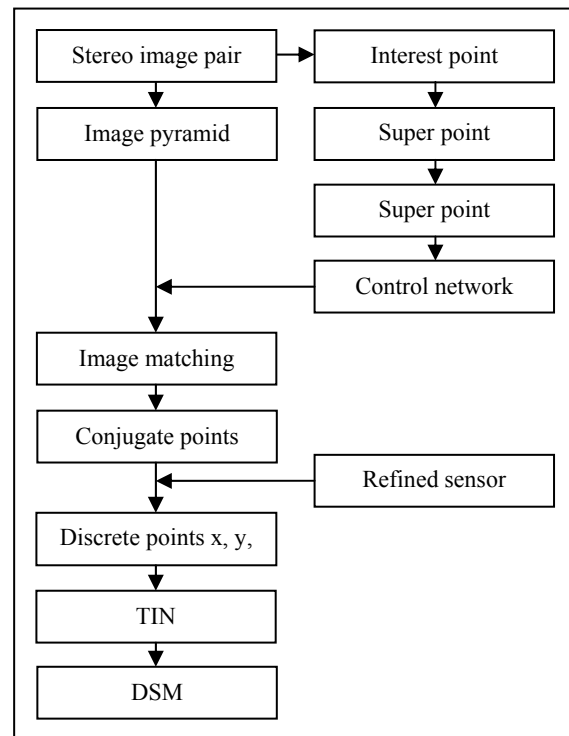 Stereo image pair
Interest point
Image pyramid
Super point
Super point
Control network
Image matching
Conjugate points
Refined sensor
Discrete points x, y,
TIN
DSM